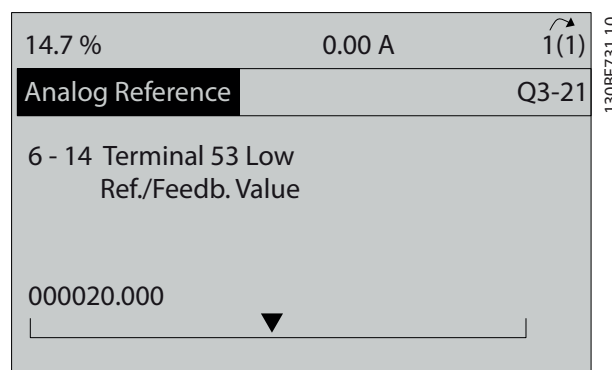 14.7 % 0.00 A 1(1)
Analog Reference Q3-21
6 - 14 Terminal 53 Low
Ref./Feedb. Value
000020.000
130BF731.10